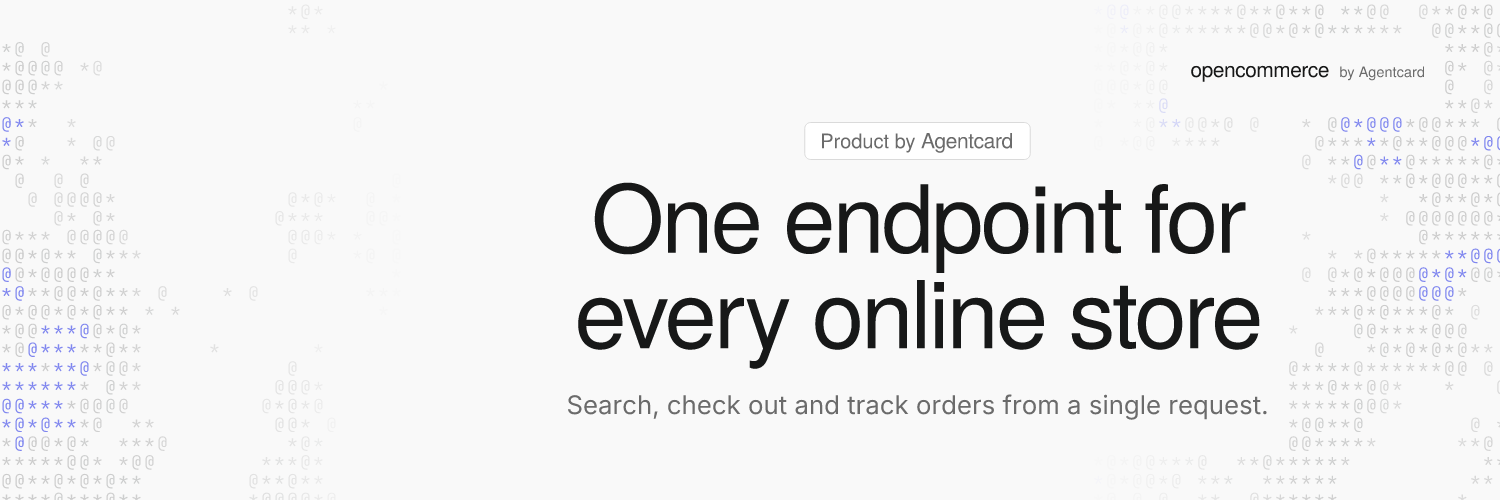 opencommerce by Agentcard
Product by Agentcard
One endpoint for
every online store
Search, check out and track orders from a single request.